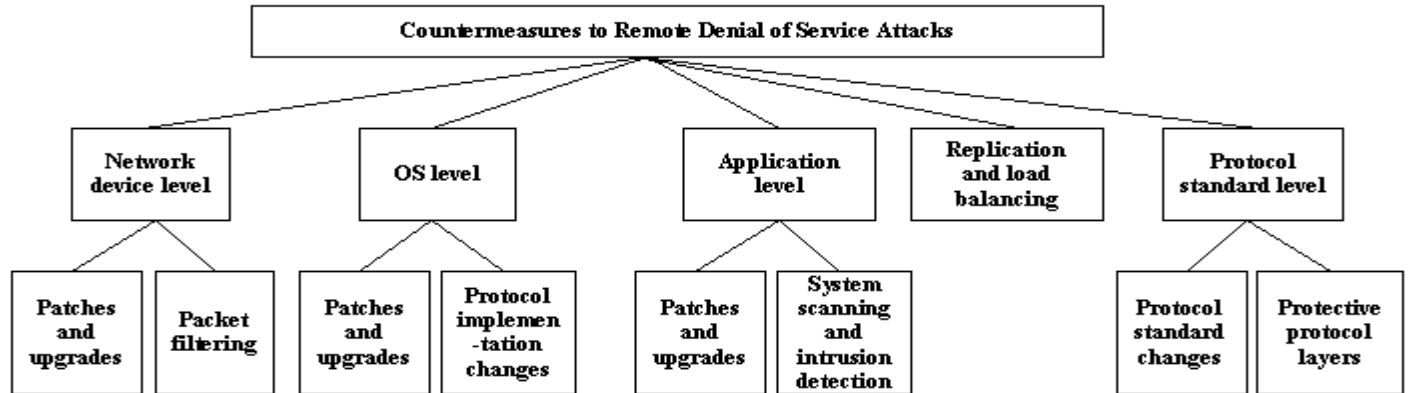 Countermeasures to Remote Denial of Service Attacks
Network
device level
OS level
Application
level
Replication
and load
balancing
Protocol
standard level
Patches
and
upgrades
Packet
filtering
Patches
and
upgrades
Protocol
implemen
-tation
changes
Patches
and
upgrades
System
scanning
and
intrusion
detection
Protocol
standard
changes
Protective
protocol
layers